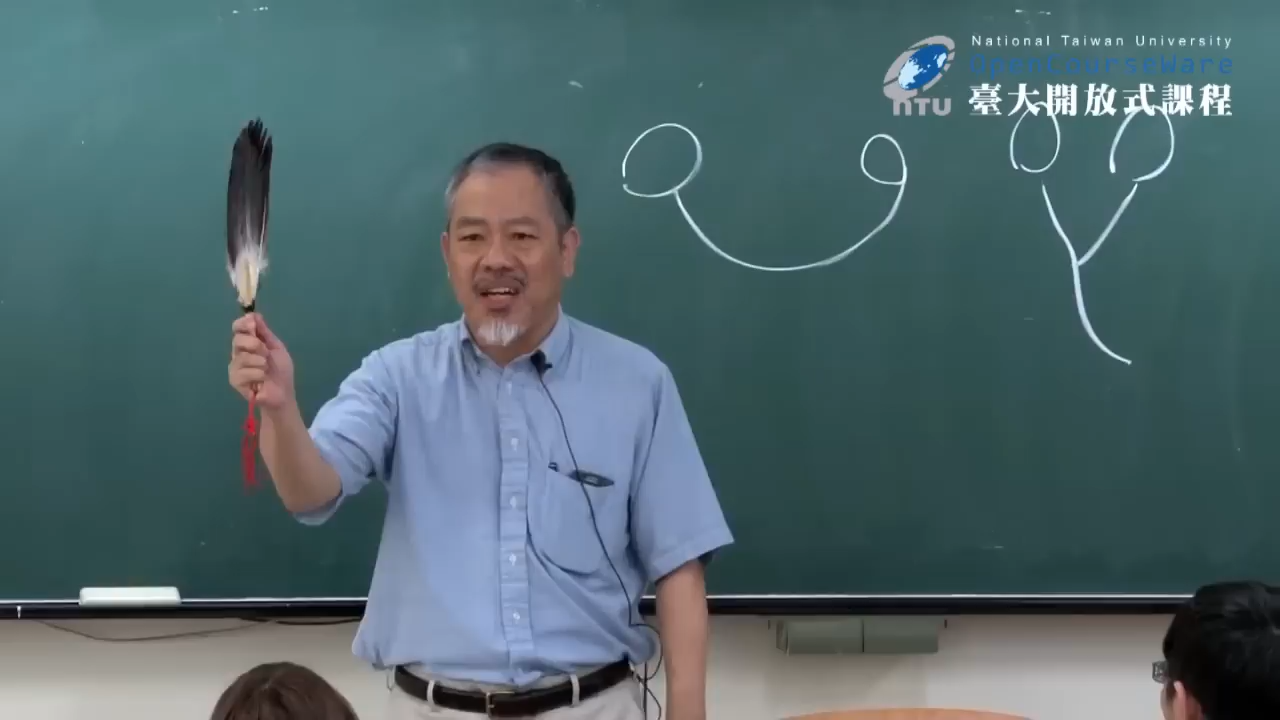 National Taiwan University
OpenCourseWare
臺大開放式課程
NTU